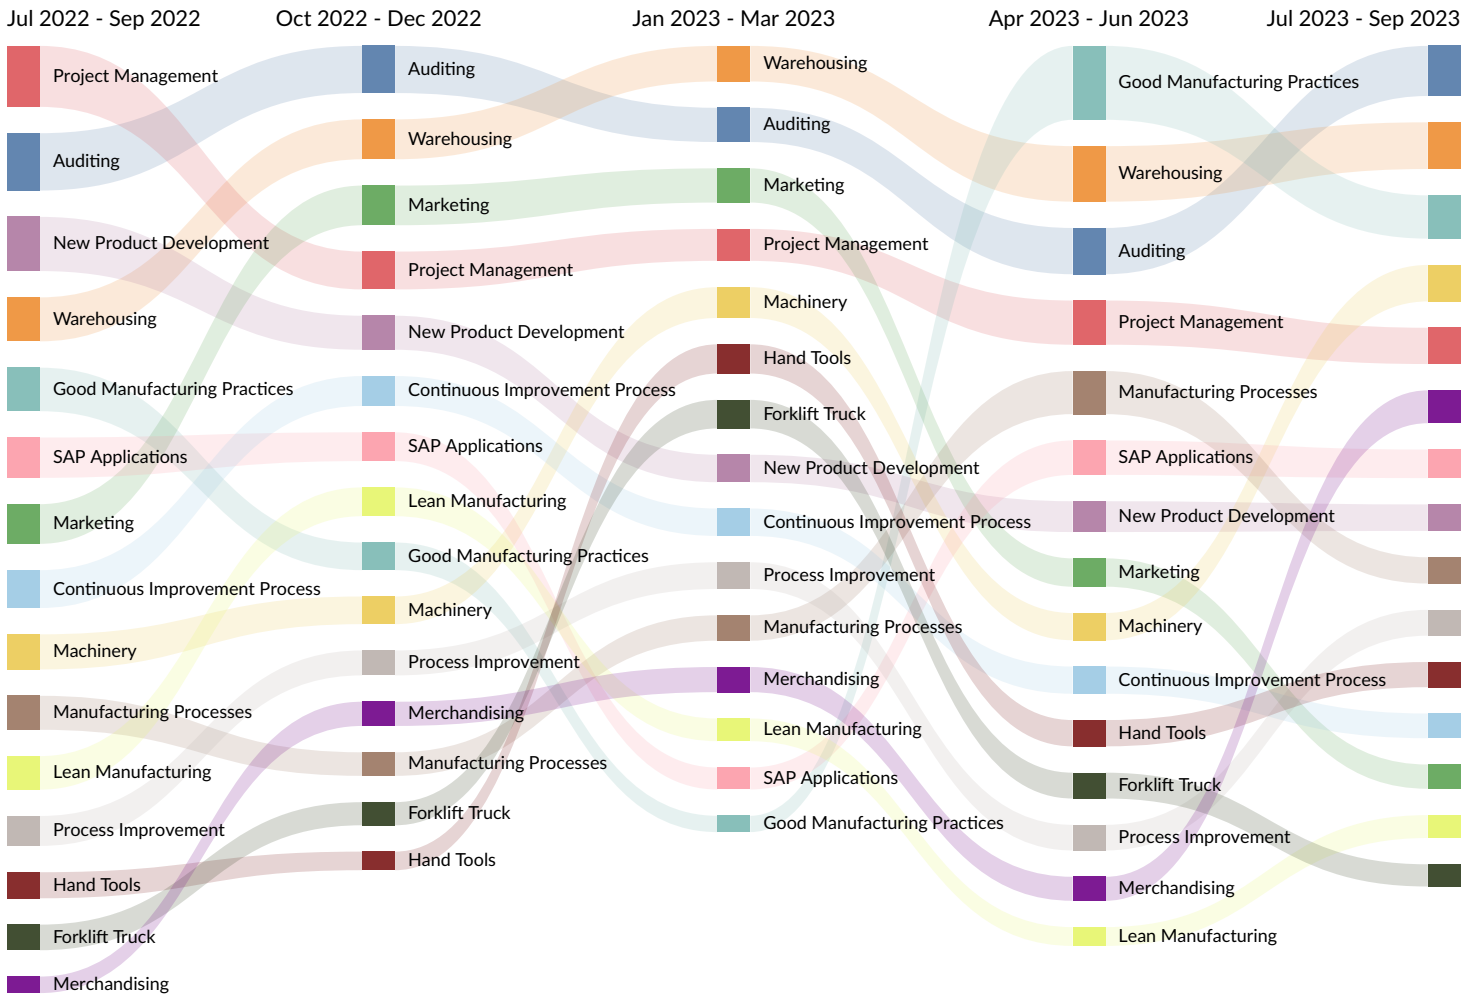 Jul 2022 - Sep 2022
Oct 2022 - Dec 2022
Jan 2023 - Mar 2023
Apr 2023 - Jun 2023
Jul 2023 - Sep 2023
Project Management
Auditing
New Product Development
Warehousing
Good Manufacturing Practices
SAP Applications
Marketing
Continuous Improvement Process
Machinery
Manufacturing Processes
Lean Manufacturing
Process Improvement
Hand Tools
Forklift Truck
Merchandising
Auditing
Warehousing
Marketing
Project Management
New Product Development
Continuous Improvement Process
SAP Applications
Lean Manufacturing
Good Manufacturing Practices
Machinery
Process Improvement
Merchandising
Manufacturing Processes
Forklift Truck
Hand Tools
Warehousing
Auditing
Marketing
Project Management
Machinery
Hand Tools
Forklift Truck
New Product Development
Continuous Improvement Process
Process Improvement
Manufacturing Processes
Merchandising
Lean Manufacturing
SAP Applications
Good Manufacturing Practices
Good Manufacturing Practices
Warehousing
Auditing
Project Management
Manufacturing Processes
SAP Applications
New Product Development
Marketing
Machinery
Continuous Improvement Process
Hand Tools
Forklift Truck
Process Improvement
Merchandising
Lean Manufacturing